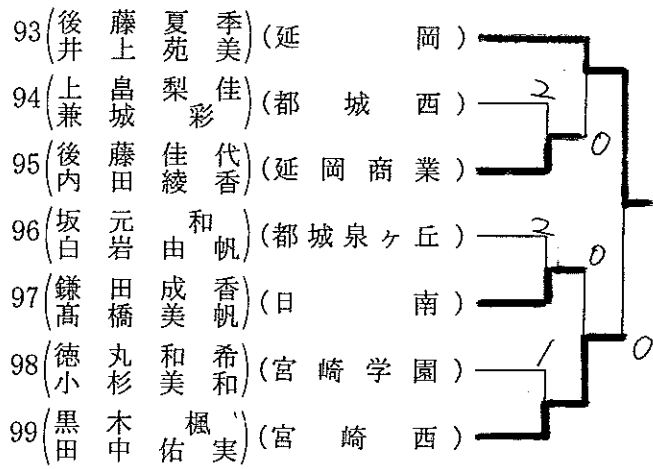 93 (後藤夏季 井上苑美) (延岡)
94 (上畠梨佳 兼城彩) (都城西) 2
0
95 (後藤佳代 内田綾香) (延岡商業)
96 (坂元和 白岩由帆) (都城泉ヶ丘) 2
0
97 (鎌田成香 髙橋美帆) (日南)
0
98 (徳丸和希 小杉美和) (宮崎学園) 1
99 (黒木楓 田中佑実) (宮崎西)